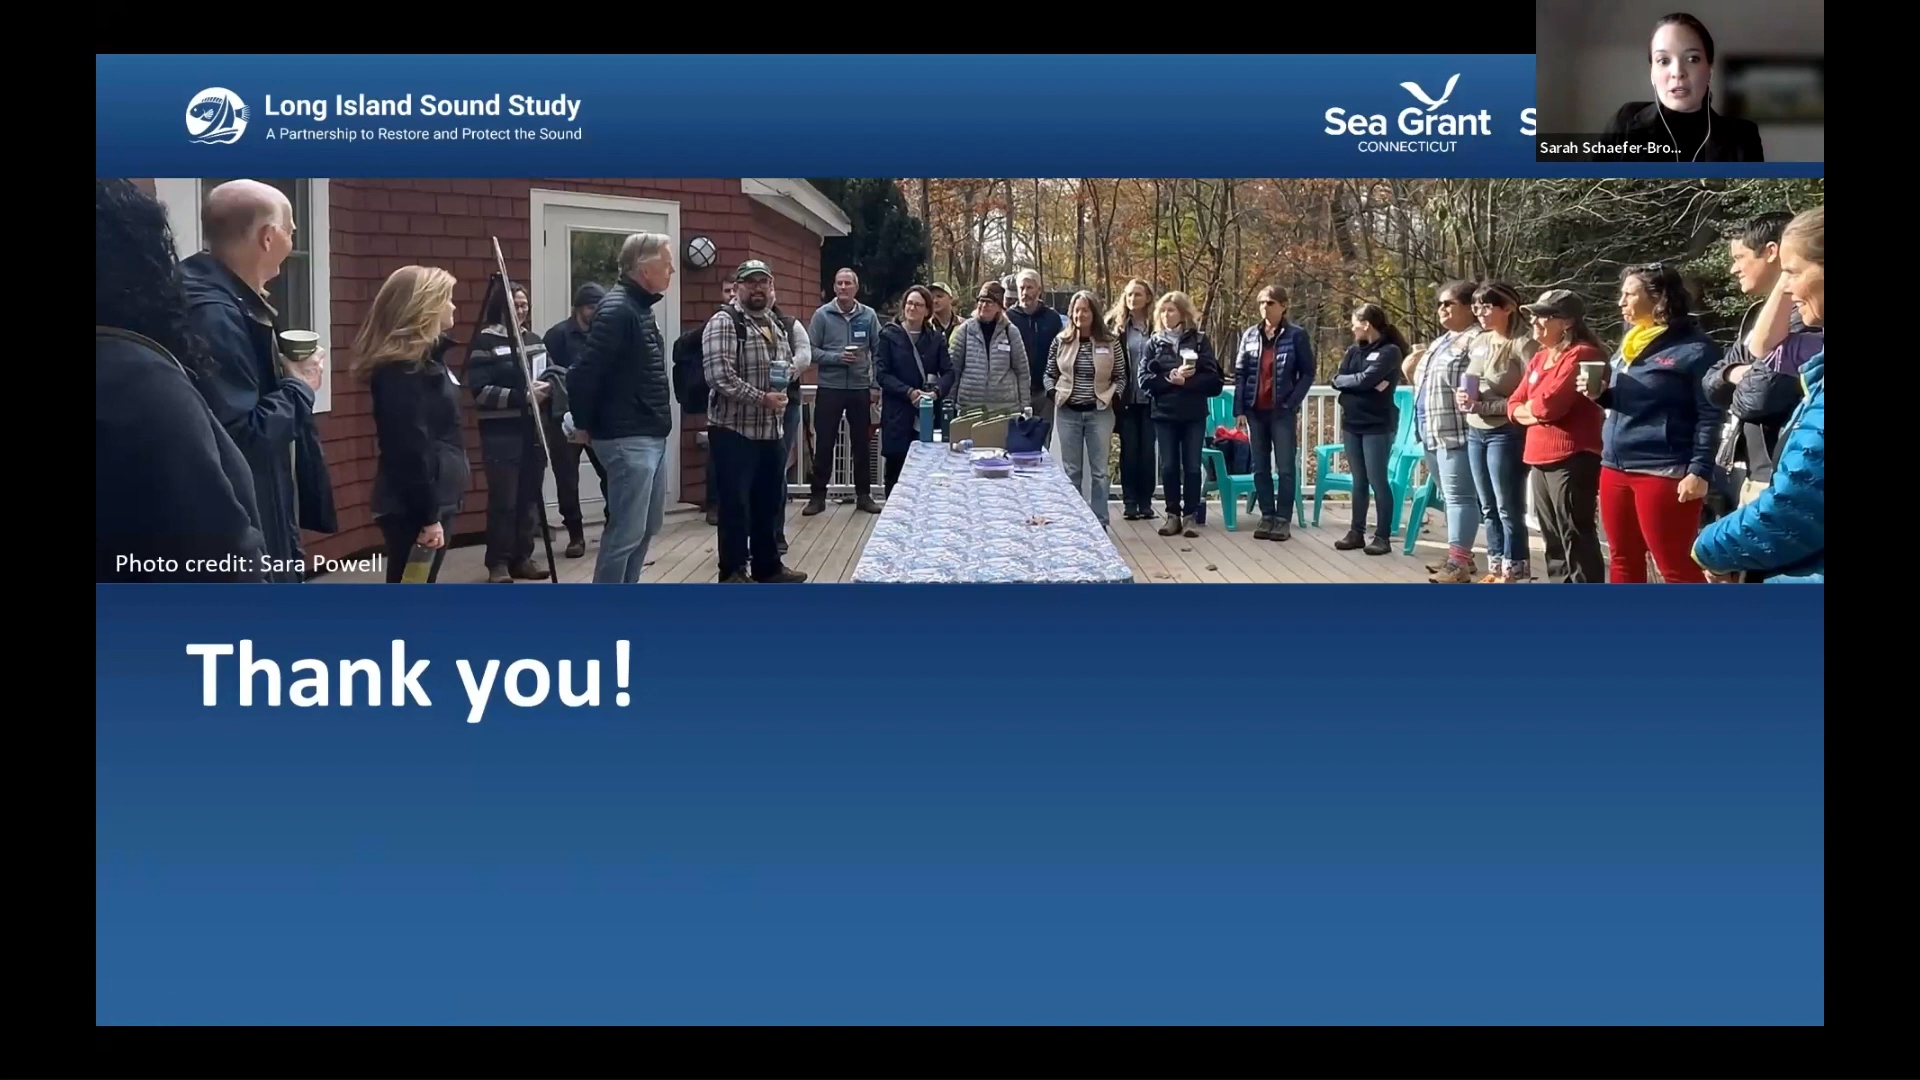 Long Island Sound Study
A Partnership to Restore and Protect the Sound
Sea Grant
CONNECTICUT
S
Sarah Schaefer-Bro...
Photo credit: Sara Powell
Thank you!